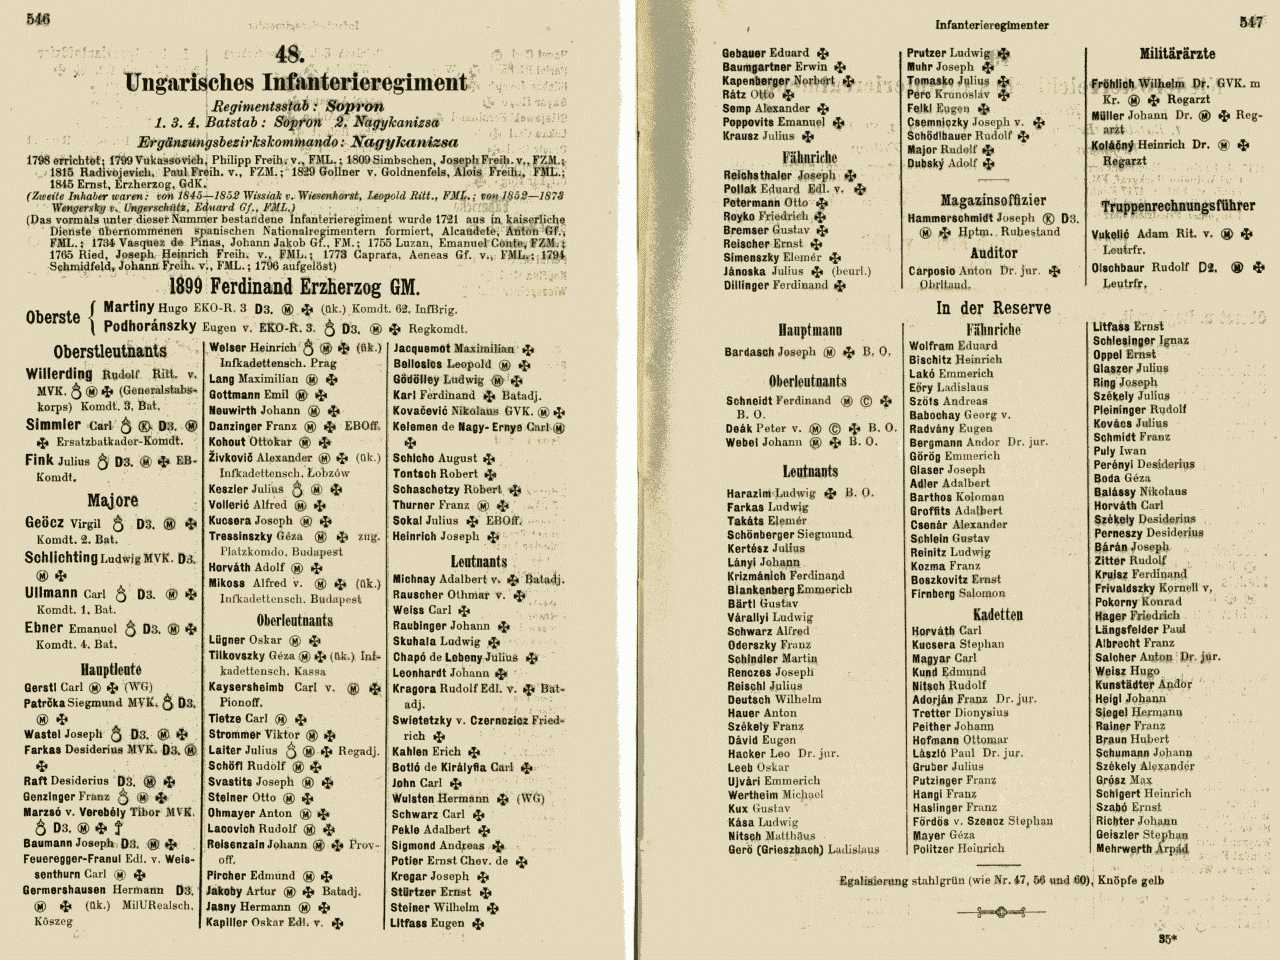 546
48.
Ungarisches Infanterieregiment
Regimentsstab: Sopron
1. 3. 4. Batstab: Sopron 2. Nagykanizsa
Ergänzungsbezirkskommando: Nagykanizsa
1798 errichtet; 1799 Vukassovich, Philipp Freih. v., FML.; 1809 Simbschen, Joseph Freih. v., FZM.;
1815 Radivojevich, Paul Freih. v., FZM.; 1829 Gollner v. Goldnenfels, Alois Freih., FML.;
1845 Ernst, Erzherzog, GdK.
(Zweite Inhaber waren: von 1845—1852 Wissiak v. Wiesenhorst, Leopold Ritt., FML.; von 1852—1873
Wengersky v. Ungerschütz, Eduard Gf., FML.)
(Das vormals unter dieser Nummer bestandene Infanterieregiment wurde 1721 aus in kaiserliche
Dienste übernommenen spanischen Nationalregimentern formiert, Alcaudete, Anton Gf.,
FML.; 1734 Vasquez de Pinas, Johann Jakob Gf., FM.; 1755 Luzan, Emanuel Conte, FZM.;
1765 Ried, Joseph Heinrich Freih. v., FML.; 1773 Caprara, Aeneas Gf. v., FML.; 1794
Schmidfeld, Johann Freih. v., FML.; 1796 aufgelöst)
1899 Ferdinand Erzherzog GM.
Oberste
Martiny Hugo EKO-R. 3 D3. Ⓜ ✠ (ük.) Komdt. 62. InfBrig.
Podhoránszky Eugen v. EKO-R. 3. D3. Ⓜ ✠ Regkomdt.
Oberstleutnants
Willerding Rudolf Ritt. v.
MVK. Ⓜ ✠ (Generalstabs-
korps) Komdt. 3. Bat.
Simmler Carl Ⓚ D3. Ⓜ
✠ Ersatzbatkader-Komdt.
Fink Julius D3. Ⓜ ✠ EB-
Komdt.
Majore
Geöcz Virgil D3. Ⓜ ✠
Komdt. 2. Bat.
Schlichting Ludwig MVK. D3.
Ⓜ ✠
Ullmann Carl D3. Ⓜ ✠
Komdt. 1. Bat.
Ebner Emanuel D3. Ⓜ ✠
Komdt. 4. Bat.
Hauptleute
Gerstl Carl Ⓜ ✠ (WG)
Patrčka Siegmund MVK. D3.
Ⓜ ✠
Wastel Joseph D3. Ⓜ ✠
Farkas Desiderius MVK. D3. Ⓜ
✠
Raft Desiderius D3. Ⓜ ✠
Genzinger Franz Ⓜ ✠
Marzsó v. Verebély Tibor MVK.
D3. Ⓜ ✠ ‡
Baumann Joseph D3. Ⓜ ✠
Feueregger-Franul Edl. v. Weis-
senthurn Carl Ⓜ ✠
Germershausen Hermann D3.
Ⓜ ✠ (ük.) MilURealsch.
Köszeg
Welser Heinrich Ⓜ ✠ (ük.)
Infkadettensch. Prag
Lang Maximilian Ⓜ ✠
Gottmann Emil Ⓜ ✠
Neuwirth Johann Ⓜ ✠
Danzinger Franz Ⓜ ✠ EBOff.
Kohout Ottokar Ⓜ ✠
Živković Alexander Ⓜ ✠ (ük.)
Infkadettensch. Łobzów
Keszler Julius Ⓜ ✠
Vollerić Alfred Ⓜ ✠
Kucsera Joseph Ⓜ ✠
Tressinszky Géza Ⓜ ✠ zug.
Platzkomdo. Budapest
Horváth Adolf Ⓜ ✠
Mikoss Alfred v. Ⓜ ✠ (ük.)
Infkadettensch. Budapest
Oberleutnants
Lügner Oskar Ⓜ ✠
Tilkovszky Géza Ⓜ ✠ (ük.) Inf-
kadettensch. Kassa
Kaysersheimb Carl v. Ⓜ ✠
Pionoff.
Tietze Carl Ⓜ ✠
Strommer Viktor Ⓜ ✠
Laiter Julius Ⓜ ✠ Regadj.
Schöfl Rudolf Ⓜ ✠
Svastits Joseph Ⓜ ✠
Steiner Otto Ⓜ ✠
Ohmayer Anton Ⓜ ✠
Lacovich Rudolf Ⓜ ✠
Reisenzain Johann Ⓜ ✠ Prov-
off.
Pircher Edmund Ⓜ ✠
Jakoby Artur Ⓜ ✠ Batadj.
Jasny Hermann Ⓜ ✠
Kapiller Oskar Edl. v. ✠
Jacquemot Maximilian ✠
Bellosics Leopold Ⓜ ✠
Gödölley Ludwig Ⓜ ✠
Karl Ferdinand ✠ Batadj.
Kovačević Nikolaus GVK. Ⓜ ✠
Kelemen de Nagy-Ernye Carl Ⓜ
✠
Schlcho August ✠
Tontsch Robert ✠
Schaschetzy Robert ✠
Thurner Franz Ⓜ ✠
Sokal Julius ✠ EBOff.
Heinrich Joseph ✠
Leutnants
Michnay Adalbert v. ✠ Batadj.
Rauscher Othmar v. ✠
Weiss Carl ✠
Raubinger Johann ✠
Skuhala Ludwig ✠
Chapó de Lebeny Julius ✠
Leonhardt Johann ✠
Kragora Rudolf Edl. v. ✠ Bat-
adj.
Swietetzky v. Czernezicz Fried-
rich ✠
Kahlen Erich ✠
Botló de Királyfia Carl ✠
John Carl ✠
Wulsten Hermann ✠ (WG)
Schwarz Carl ✠
Pekle Adalbert ✠
Sigmond Andreas ✠
Potier Ernst Chev. de ✠
Kregar Joseph ✠
Stürtzer Ernst ✠
Steiner Wilhelm ✠
Litfass Eugen ✠
Infanterieregimenter
547
Gebauer Eduard ✠
Baumgartner Erwin ✠
Kapenberger Norbert ✠
Rátz Otto ✠
Semp Alexander ✠
Poppovits Emanuel ✠
Krausz Julius ✠
Fähnriche
Reichsthaler Joseph ✠
Pollak Eduard Edl. v. ✠
Petermann Otto ✠
Royko Friedrich ✠
Bremser Gustav ✠
Reischer Ernst ✠
Simenszky Elemér ✠
Jánoska Julius ✠ (beurl.)
Dillinger Ferdinand ✠
Prutzer Ludwig ✠
Muhr Joseph ✠
Tomasko Julius ✠
Perc Krunoslav ✠
Felkl Eugen ✠
Csemniczky Joseph v. ✠
Schödlbauer Rudolf ✠
Major Rudolf ✠
Dubský Adolf ✠
Magazinsoffizier
Hammerschmidt Joseph Ⓚ D3.
Ⓜ ✠ Hptm. Ruhestand
Auditor
Carposio Anton Dr. jur. ✠
Obrltaud.
Militärärzte
Fröhlich Wilhelm Dr. GVK. m
Kr. Ⓜ ✠ Regarzt
Müller Johann Dr. Ⓜ ✠ Reg-
arzt
Koláčný Heinrich Dr. Ⓜ ✠
Regarzt
Truppenrechnungsführer
Vukelić Adam Rit. v. Ⓜ ✠
Leutrfr.
Olschbaur Rudolf D2. Ⓜ ✠
Leutrfr.
In der Reserve
Hauptmann
Bardasch Joseph Ⓜ ✠ B. O.
Oberleutnants
Schneidt Ferdinand Ⓜ Ⓒ ✠
B. O.
Deák Peter v. Ⓜ Ⓒ ✠ B. O.
Webel Johann Ⓜ ✠ B. O.
Leutnants
Harazim Ludwig ✠ B. O.
Farkas Ludwig
Takáts Elemér
Schönberger Siegmund
Kertész Julius
Lányi Johann
Krizmánich Ferdinand
Blankenberg Emmerich
Bärtl Gustav
Várallyi Ludwig
Schwarz Alfred
Oderszky Franz
Schindler Martin
Renczes Joseph
Reischl Julius
Deutsch Wilhelm
Hauer Anton
Székely Franz
Dávid Eugen
Hacker Leo Dr. jur.
Leeb Oskar
Ujvári Emmerich
Wertheim Michael
Kux Gustav
Kása Ludwig
Nitsch Matthäus
Gerö (Grieszbach) Ladislaus
Fähnriche
Wolfram Eduard
Bischitz Heinrich
Lakó Emmerich
Eőry Ladislaus
Szöts Andreas
Babochay Georg v.
Radvány Eugen
Bergmann Andor Dr. jur.
Görög Emmerich
Glaser Joseph
Adler Adalbert
Barthos Koloman
Groffits Adalbert
Csenár Alexander
Schlein Gustav
Reinitz Ludwig
Kozma Franz
Boszkovitz Ernst
Firnberg Salomon
Kadetten
Horváth Carl
Kucsera Stephan
Magyar Carl
Kund Edmund
Nitsch Rudolf
Adorján Franz Dr. jur.
Tretter Dionysius
Peither Johann
Hofmann Ottomar
László Paul Dr. jur.
Gruber Julius
Putzinger Franz
Hangi Franz
Haslinger Franz
Fördös v. Szencz Stephan
Mayer Géza
Politzer Heinrich
Litfass Ernst
Schlesinger Ignaz
Oppel Ernst
Glaszer Julius
Ring Joseph
Székely Julius
Pleininger Rudolf
Kovács Julius
Schmidt Franz
Puly Iwan
Perényi Desiderius
Boda Géza
Balássy Nikolaus
Horváth Carl
Székely Desiderius
Perneszy Desiderius
Bárán Joseph
Zitter Rudolf
Kruisz Ferdinand
Frivaldszky Kornell v,
Pokorny Konrad
Hager Friedrich
Längsfelder Paul
Albrecht Franz
Salcher Anton Dr. jur.
Weisz Hugo
Kunstädter Andor
Heigl Johann
Siegel Hermann
Rainer Franz
Braun Hubert
Schumann Johann
Székely Alexander
Grósz Max
Schigert Heinrich
Szabó Ernst
Richter Johann
Geiszler Stephan
Mehrwerth Árpád
Egalisierung stahlgrün (wie Nr. 47, 56 und 60), Knöpfe gelb
35*